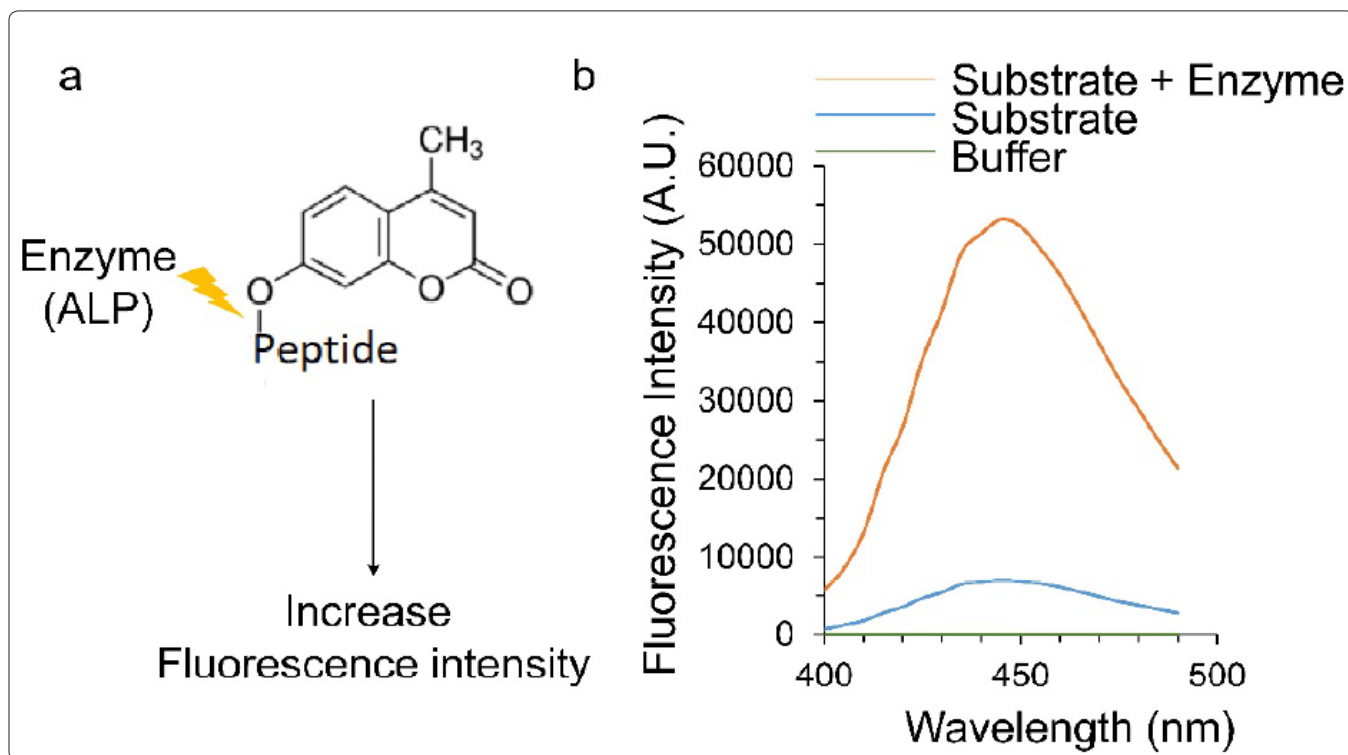 a
CH₃
Enzyme
(ALP)
O
O
O
Peptide
Increase
Fluorescence intensity
b
Substrate + Enzyme
Substrate
Buffer
Fluorescence Intensity (A.U.)
60000
50000
40000
30000
20000
10000
0
400
450
500
Wavelength (nm)